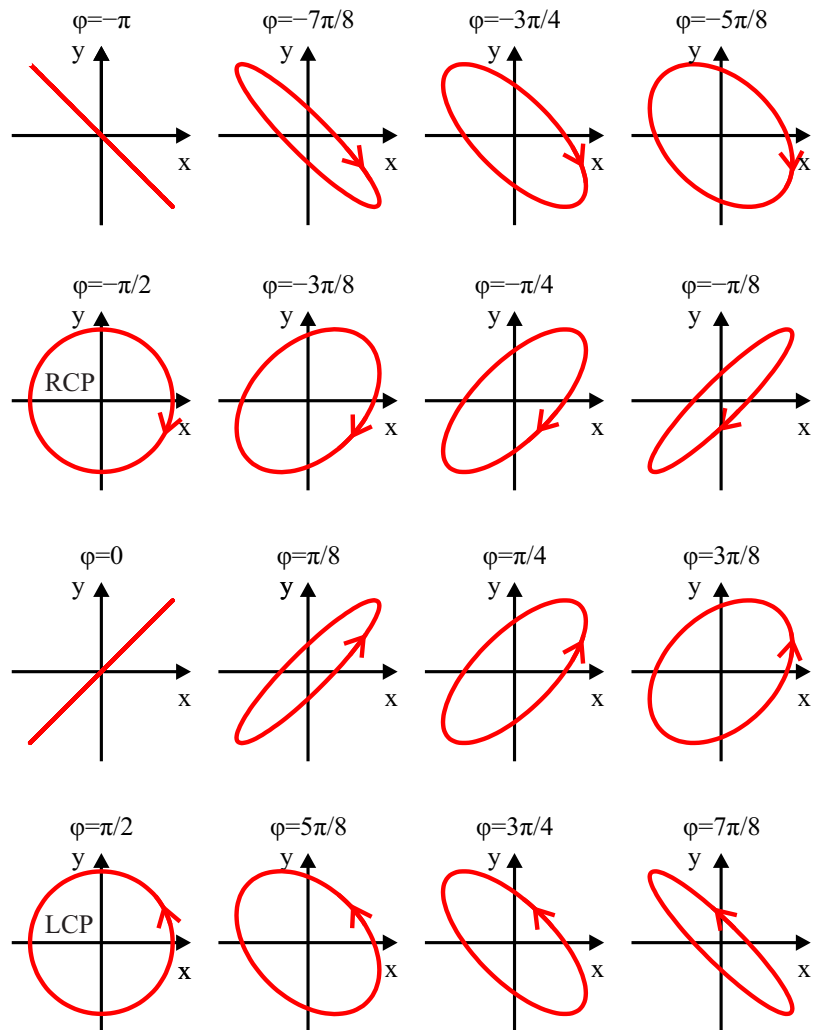 φ=−π
y
x
φ=−7π/8
y
x
φ=−3π/4
y
x
φ=−5π/8
y
x
φ=−π/2
y
RCP
x
φ=−3π/8
y
x
φ=−π/4
y
x
φ=−π/8
y
x
φ=0
y
x
φ=π/8
y
x
φ=π/4
y
x
φ=3π/8
y
x
φ=π/2
y
LCP
x
φ=5π/8
y
x
φ=3π/4
y
x
φ=7π/8
y
x